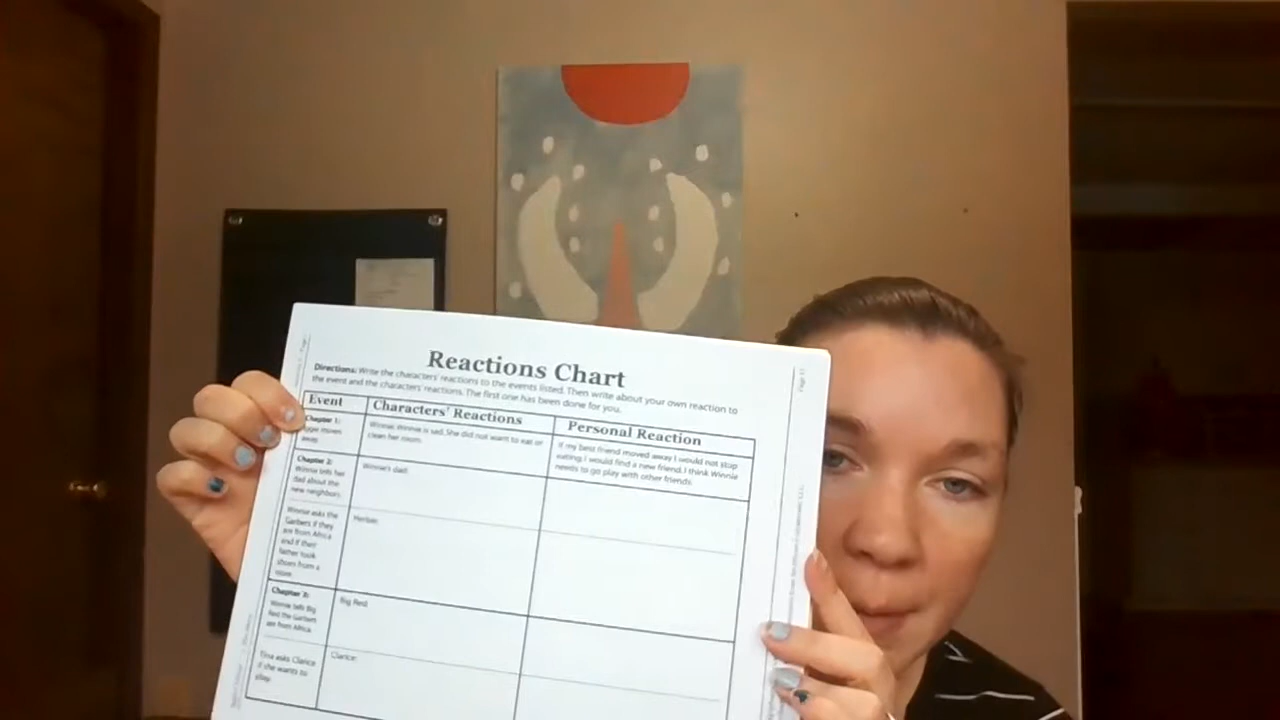 Reactions Chart
Directions: Write the characters' reactions to the events listed. Then write about your own reaction to
the event and the characters' reactions. The first one has been done for you.
Event
Characters' Reactions
Personal Reaction
Chapter 1:
moves
away.
Winnie: Winnie is sad. She did not want to eat or
clean her room.
If my best friend moved away I would not stop
eating. I would find a new friend. I think Winnie
needs to go play with other friends.
Chapter 2:
Winnie tells her
dad about the
new neighbors.
Winnie's dad:
Winnie asks the
Garbers if they
are from Africa
and if their
father took
shoes from a
Herbie:
Chapter 3:
Winnie tells Big
Red the Garbers
are from Africa.
Big Red:
Tina asks Clarice
if she wants to
play.
Clarice: